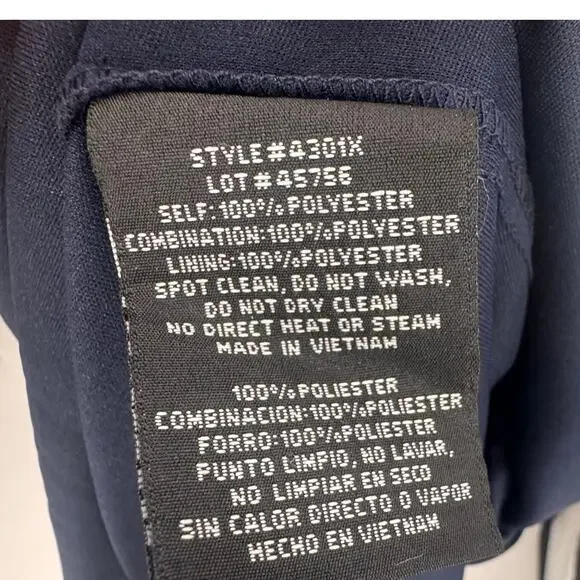 STYLE#4301X
LOT#45756
SELF:100%POLYESTER
COMBINATION:100%POLYESTER
LINING:100%POLYESTER
SPOT CLEAN, DO NOT WASH,
DO NOT DRY CLEAN
NO DIRECT HEAT OR STEAM
MADE IN VIETNAM
100%POLIESTER
COMBINACION:100%POLIESTER
FORRO:100%POLIESTER
PUNTO LIMPIO, NO LAVAR,
NO LIMPIAR EN SECO
SIN CALOR DIRECTO O VAPOR
HECHO EN VIETNAM